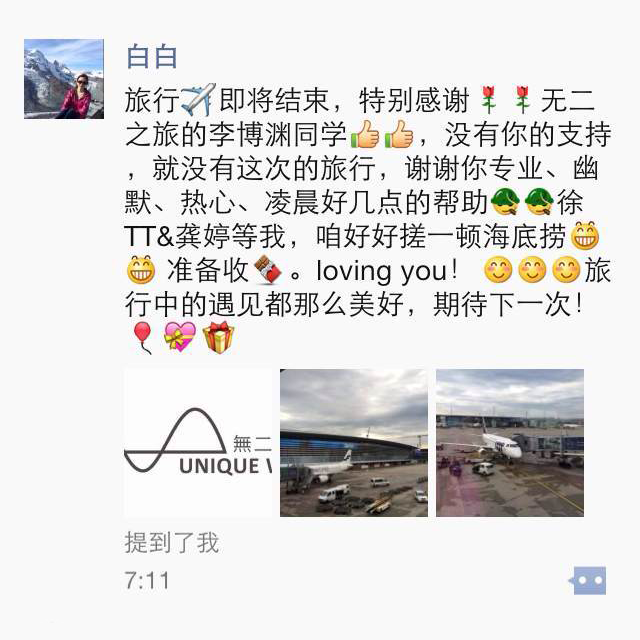 白白
旅行✈️即将结束，特别感谢🌹🌹无二
之旅的李博渊同学👍👍，没有你的支持
，就没有这次的旅行，谢谢你专业、幽
默、热心、凌晨好几点的帮助🐢🐢徐
TT&龚婷等我，咱好好搓一顿海底捞😁
😁 准备收🍫。loving you！ 😊😊😊旅
行中的遇见都那么美好，期待下一次！
🎈💝🎁
無二
UNIQUE
提到了我
7:11